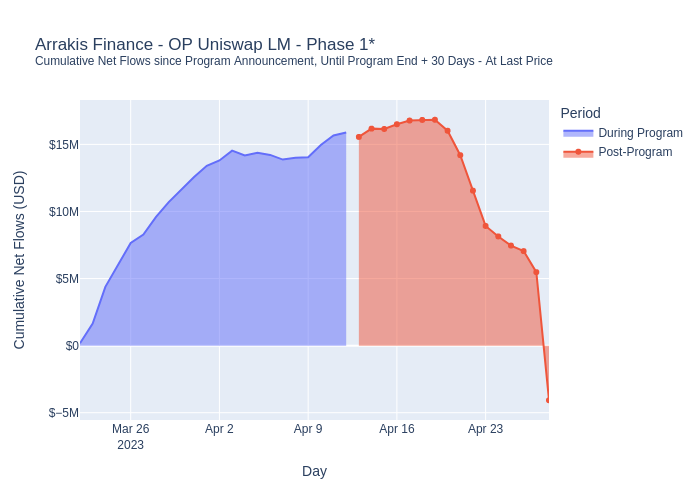 Arrakis Finance - OP Uniswap LM - Phase 1*
Cumulative Net Flows since Program Announcement, Until Program End + 30 Days - At Last Price
Period
During Program
Post-Program
Cumulative Net Flows (USD)
$15M
$10M
$5M
$0
$−5M
Mar 26
2023
Apr 2
Apr 9
Apr 16
Apr 23
Day